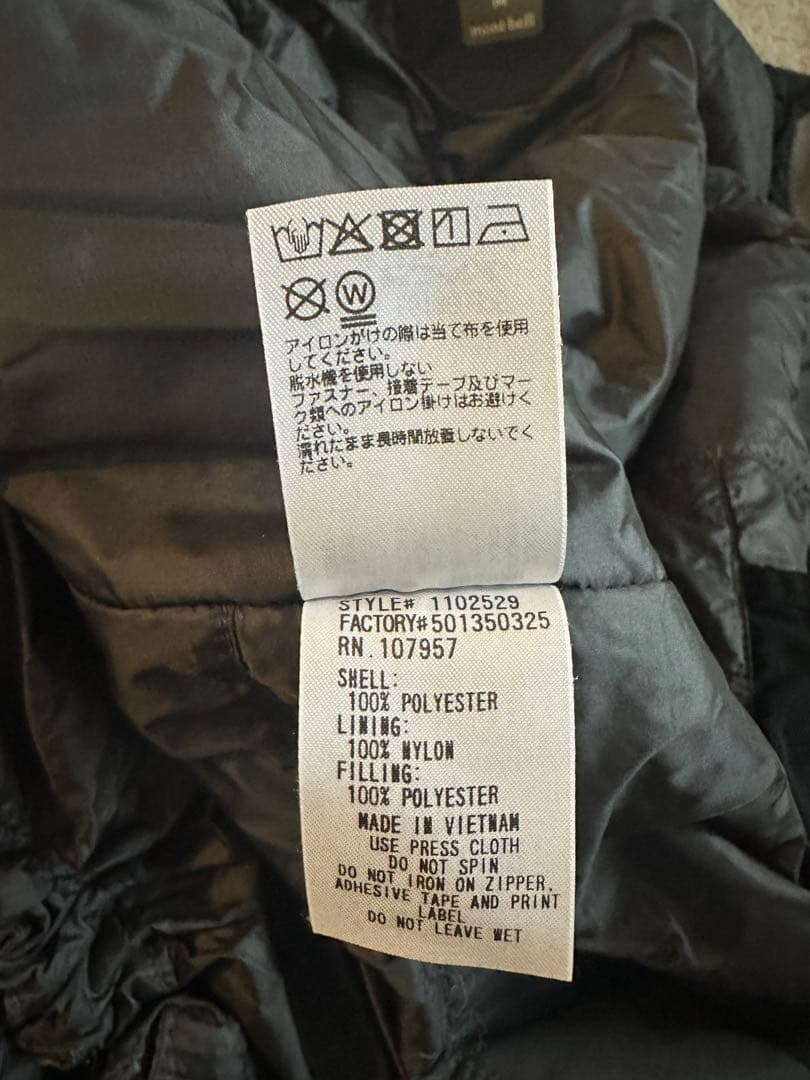 mont-bell
W
アイロンがけの際は当て布を使用
してください。
脱水機を使用しない
ファスナー、接着テープ及びマー
ク類へのアイロン掛けはお避けく
ださい。
濡れたまま長時間放置しないでく
ださい。
STYLE# 1102529
FACTORY#501350325
RN.107957
SHELL:
100% POLYESTER
LINING:
100% NYLON
FILLING:
100% POLYESTER
MADE IN VIETNAM
USE PRESS CLOTH
DO NOT SPIN
DO NOT IRON ON ZIPPER,
ADHESIVE TAPE AND PRINT
LABEL
DO NOT LEAVE WET